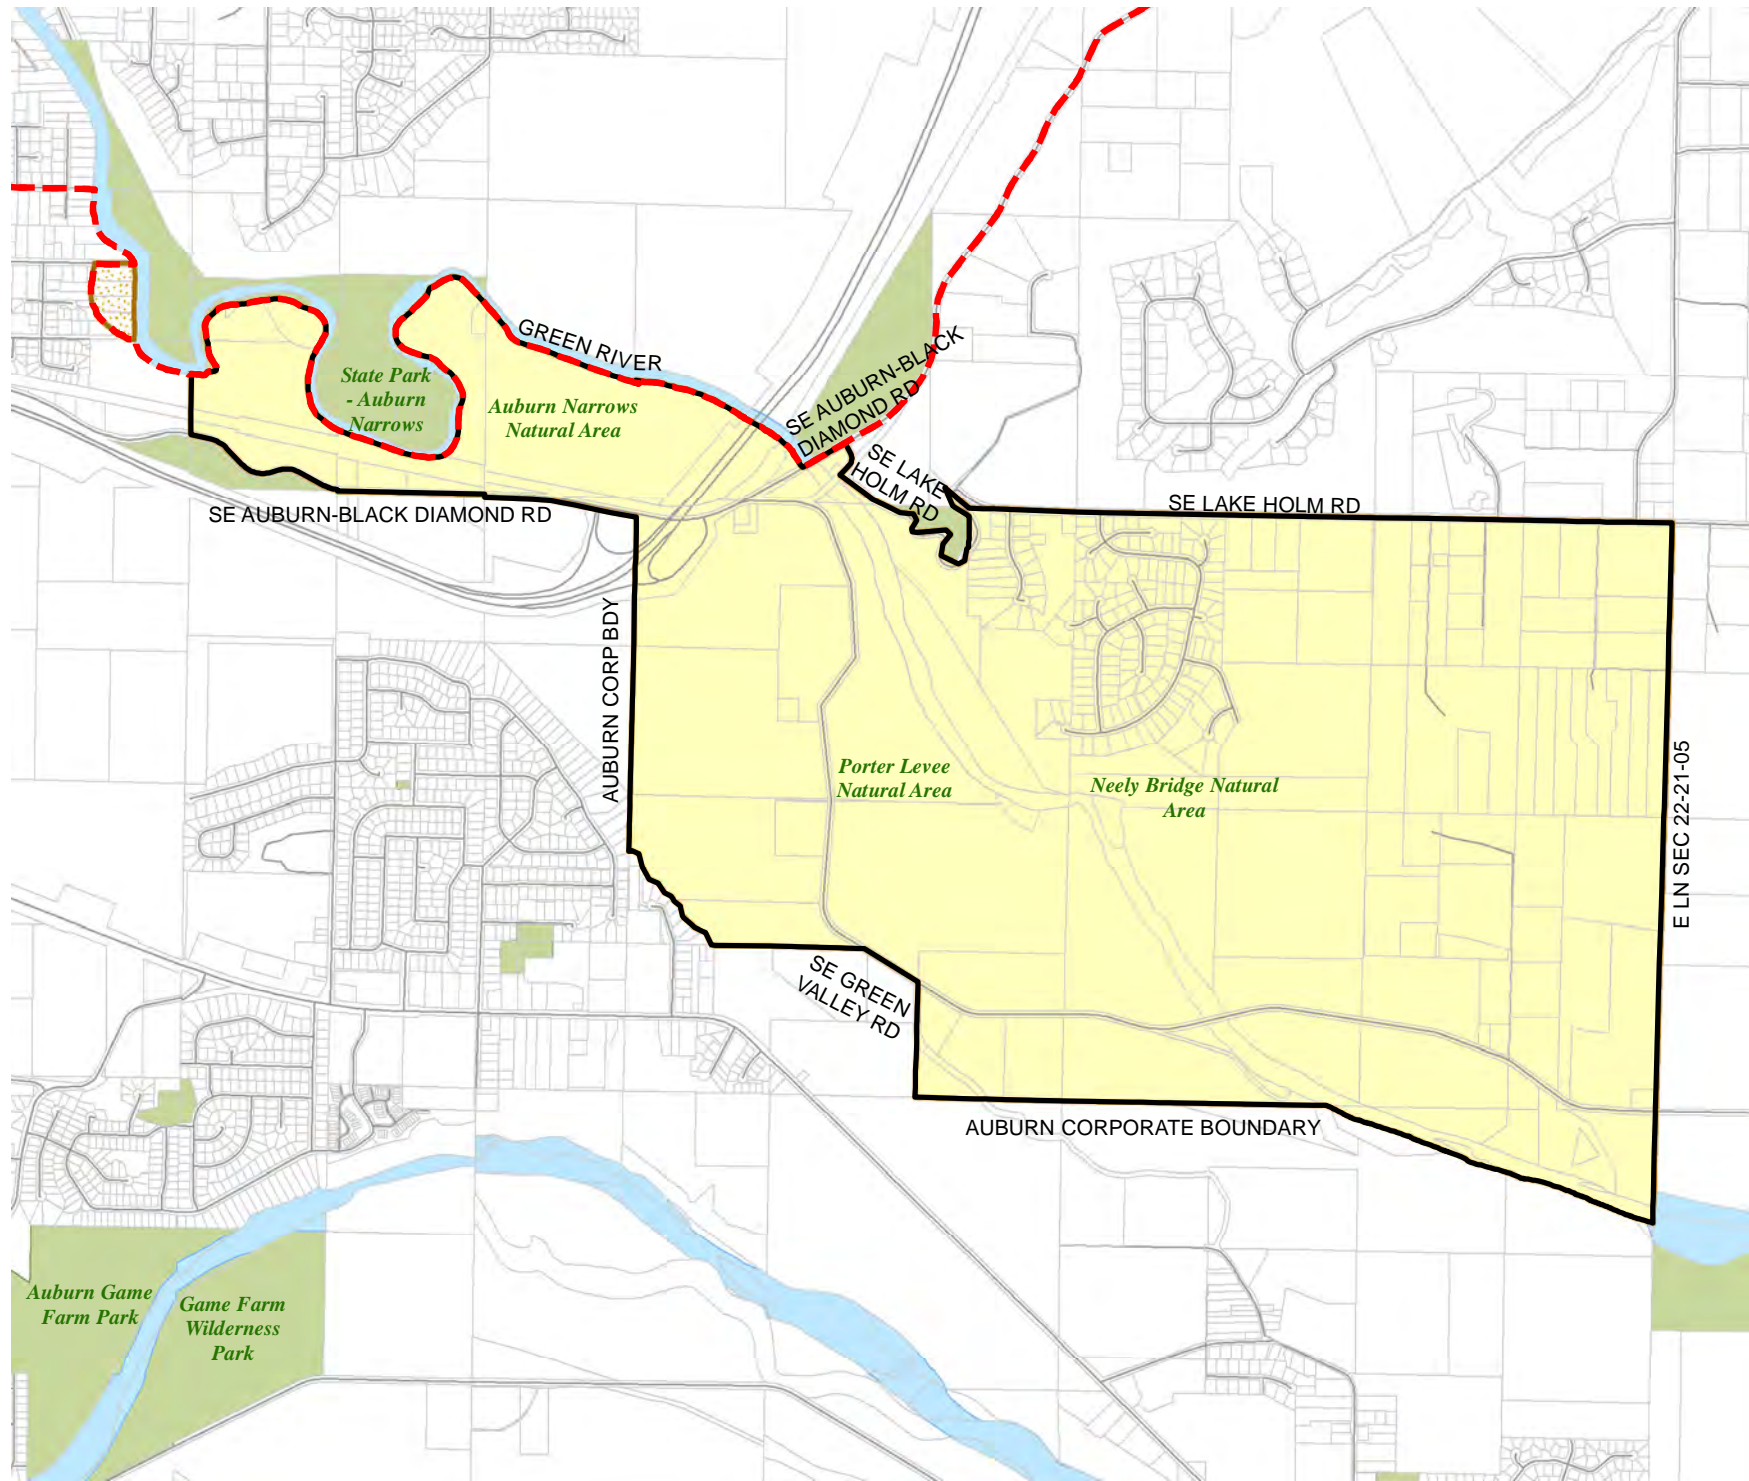 GREEN RIVER
SE AUBURN-BLACK
DIAMOND RD
State Park
- Auburn
Narrows
Auburn Narrows
Natural Area
SE LAKE
HOLM RD
SE LAKE HOLM RD
SE AUBURN-BLACK DIAMOND RD
AUBURN CORP BDY
Porter Levee
Natural Area
Neely Bridge Natural
Area
E LN SEC 22-21-05
SE GREEN
VALLEY RD
AUBURN CORPORATE BOUNDARY
Auburn Game
Farm Park
Game Farm
Wilderness
Park